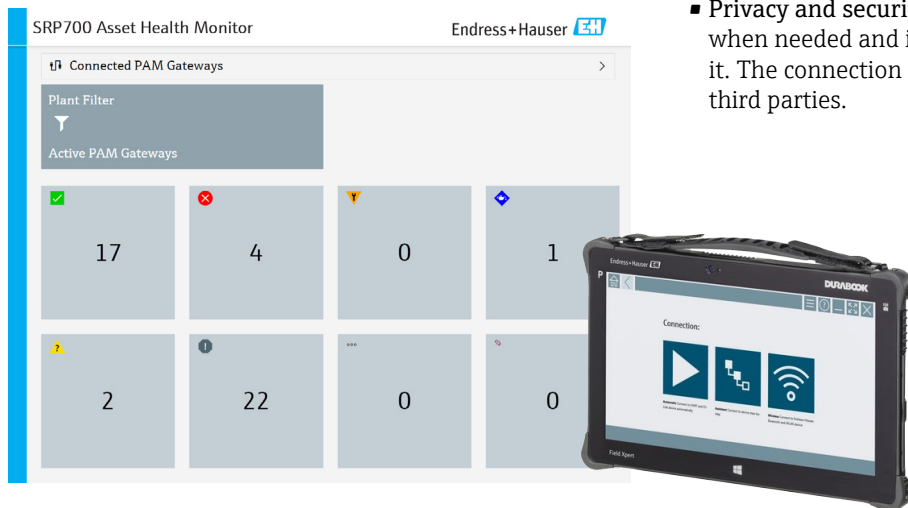 SRP700 Asset Health Monitor
Endress+Hauser EH
Connected PAM Gateways
Plant Filter
Active PAM Gateways
17
4
0
1
2
22
0
0
▪ Privacy and securi
when needed and i
it. The connection
third parties.
Endress+Hauser EH
P
DURABOOK
Connection:
Field Xpert